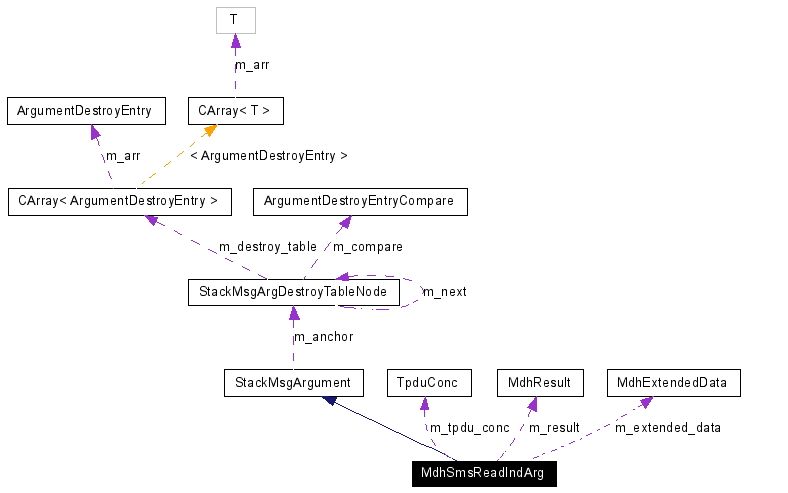 T
m_arr
ArgumentDestroyEntry
CArray< T >
m_arr
< ArgumentDestroyEntry >
CArray< ArgumentDestroyEntry >
ArgumentDestroyEntryCompare
m_destroy_table
m_compare
StackMsgArgDestroyTableNode
m_next
m_anchor
StackMsgArgument
TpduConc
MdhResult
MdhExtendedData
m_tpdu_conc
m_result
m_extended_data
MdhSmsReadIndArg